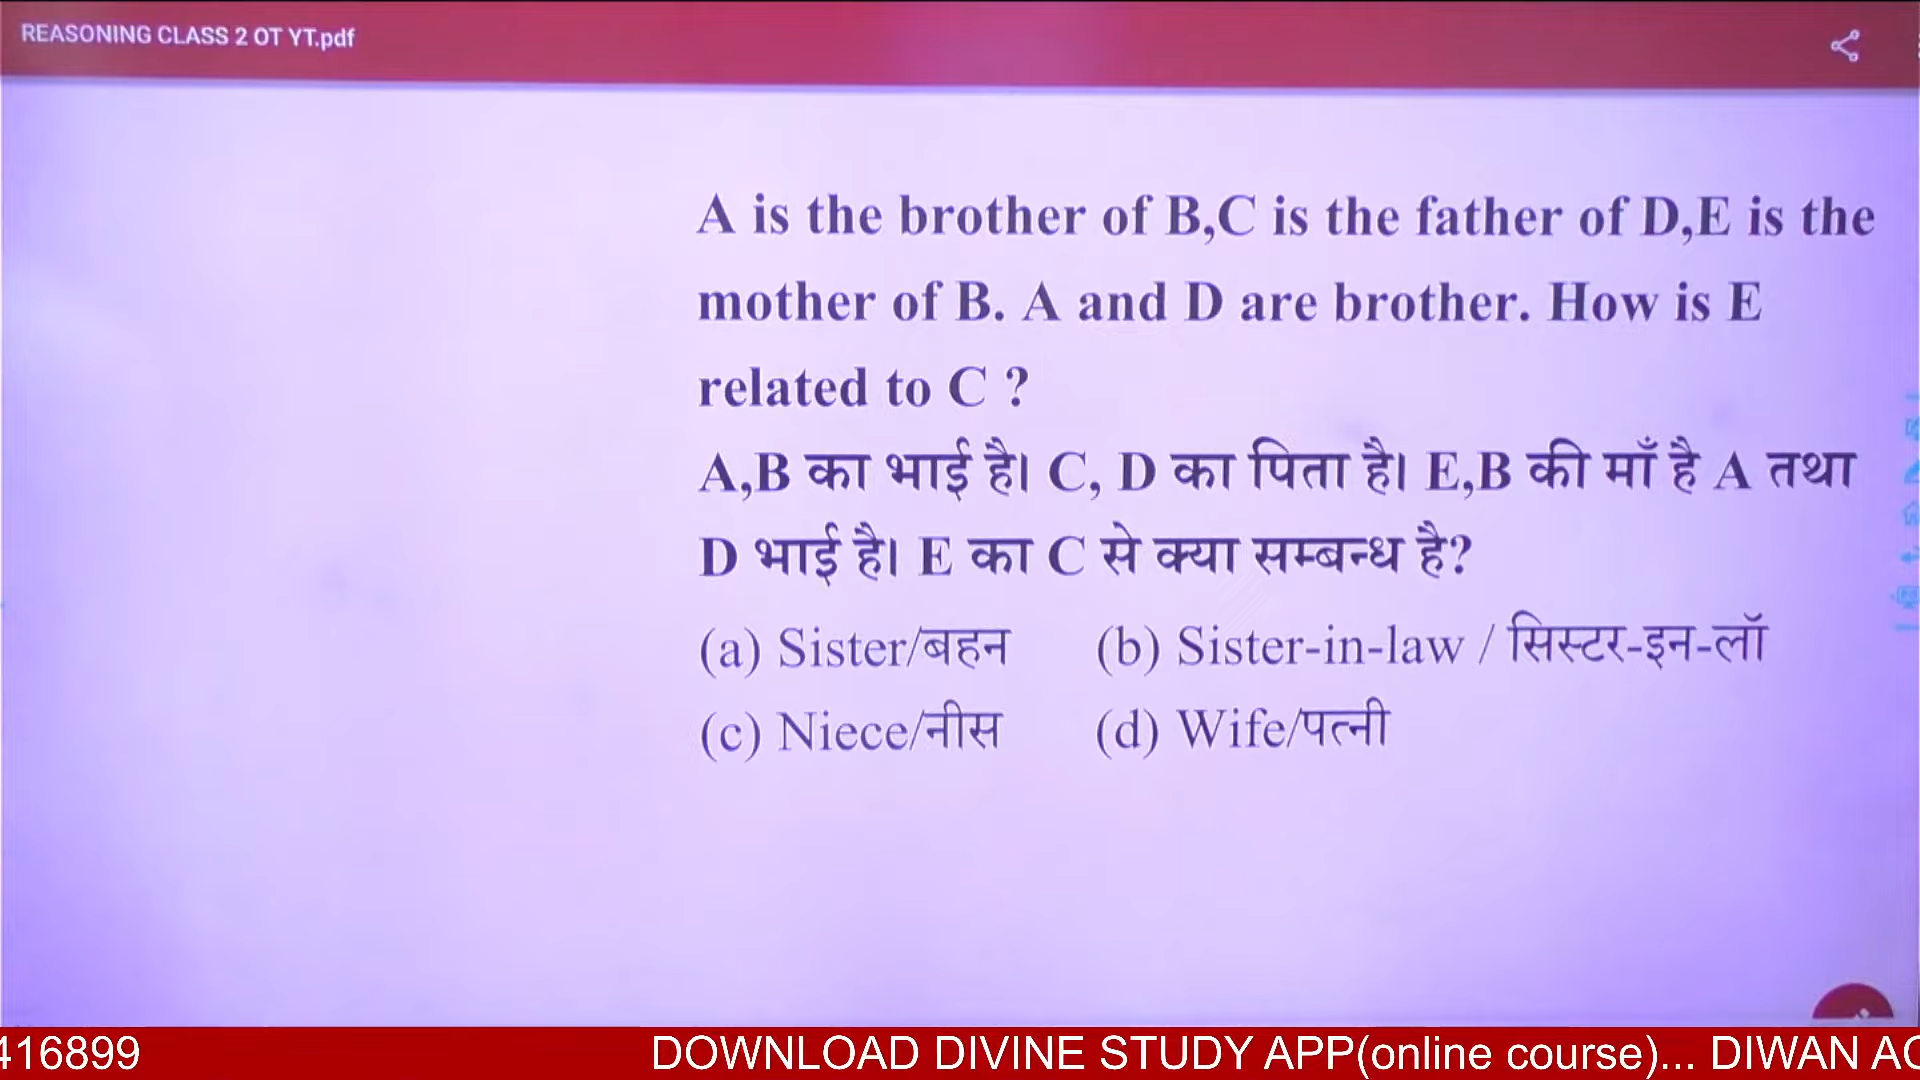 REASONING CLASS 2 OT YT.pdf
A is the brother of B,C is the father of D,E is the
mother of B. A and D are brother. How is E
related to C ?
A,B का भाई है। C, D का पिता है। E,B की माँ है A तथा
D भाई है। E का C से क्या सम्बन्ध है?
(a) Sister/बहन (b) Sister-in-law / सिस्टर-इन-लॉ
(c) Niece/नीस (d) Wife/पत्नी
416899 DOWNLOAD DIVINE STUDY APP(online course)... DIWAN AC